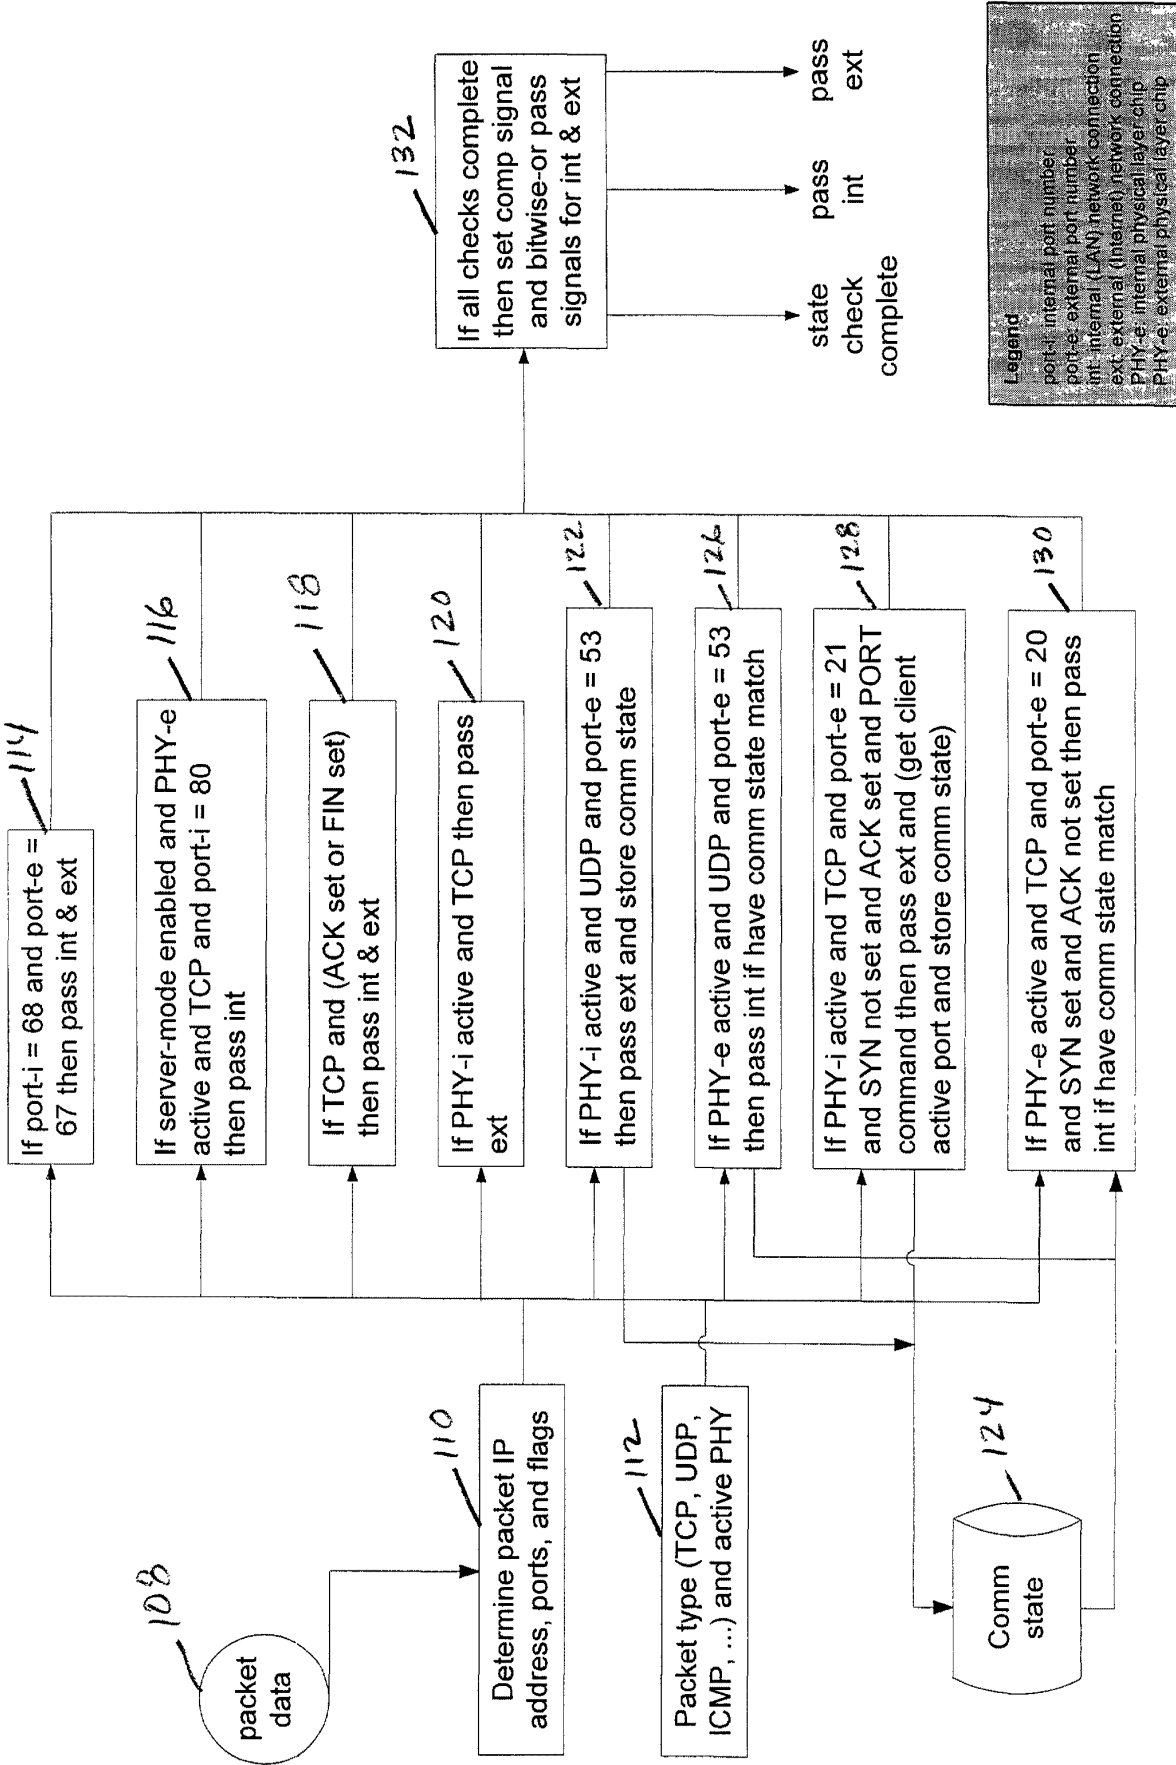 108
packet
data
110
Determine packet IP
address, ports, and flags
112
Packet type (TCP, UDP,
ICMP, ...) and active PHY
124
Comm
state
114
If port-i = 68 and port-e =
67 then pass int & ext
116
If server-mode enabled and PHY-e
active and TCP and port-i = 80
then pass int
118
If TCP and (ACK set or FIN set)
then pass int & ext
120
If PHY-i active and TCP then pass
ext
122
If PHY-i active and UDP and port-e = 53
then pass ext and store comm state
126
If PHY-e active and UDP and port-e = 53
then pass int if have comm state match
128
If PHY-i active and TCP and port-e = 21
and SYN not set and ACK set and PORT
command then pass ext and (get client
active port and store comm state)
130
If PHY-e active and TCP and port-e = 20
and SYN set and ACK not set then pass
int if have comm state match
132
If all checks complete
then set comp signal
and bitwise-or pass
signals for int & ext
state
check
complete
pass
int
pass
ext
Legend
port-i: internal port number
port-e: external port number
int: internal (LAN) network connection
ext: external (Internet) network connection
PHY-e: internal physical layer chip
PHY-e: external physical layer chip